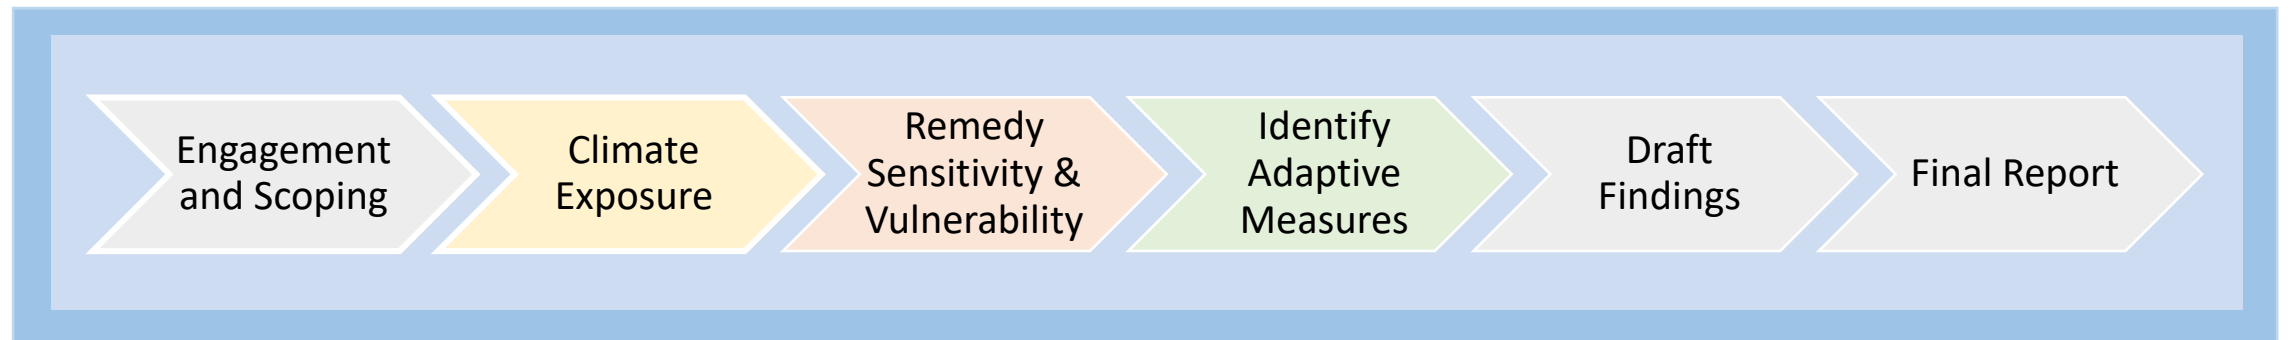 Engagement
and Scoping
Climate
Exposure
Remedy
Sensitivity &
Vulnerability
Identify
Adaptive
Measures
Draft
Findings
Final Report